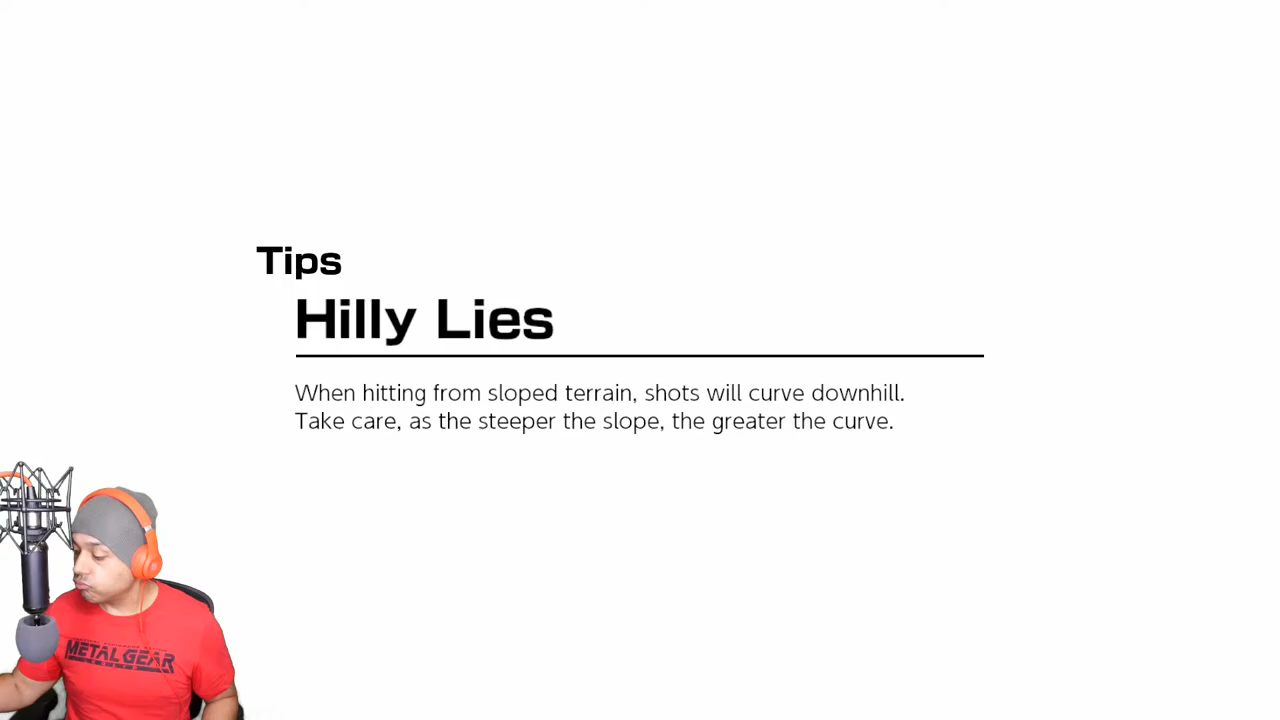 Tips
Hilly Lies
When hitting from sloped terrain, shots will curve downhill.
Take care, as the steeper the slope, the greater the curve.
METAL GEAR